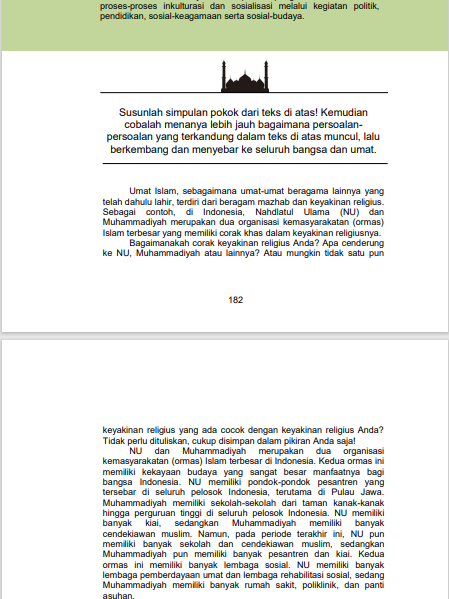 proses-proses inkulturasi dan sosialisasi melalui kegiatan politik,
pendidikan, sosial-keagamaan serta sosial-budaya.
Susunlah simpulan pokok dari teks di atas! Kemudian
cobalah menanya lebih jauh bagaimana persoalan-
persoalan yang terkandung dalam teks di atas muncul, lalu
berkembang dan menyebar ke seluruh bangsa dan umat.
Umat Islam, sebagaimana umat-umat beragama lainnya yang
telah dahulu lahir, terdiri dari beragam mazhab dan keyakinan religius.
Sebagai contoh, di Indonesia, Nahdlatul Ulama (NU) dan
Muhammadiyah merupakan dua organisasi kemasyarakatan (ormas)
Islam terbesar yang memiliki corak khas dalam keyakinan religiusnya.
Bagaimanakah corak keyakinan religius Anda? Apa cenderung
ke NU, Muhammadiyah atau lainnya? Atau mungkin tidak satu pun
182
keyakinan religius yang ada cocok dengan keyakinan religius Anda?
Tidak perlu dituliskan, cukup disimpan dalam pikiran Anda saja!
NU dan Muhammadiyah merupakan dua organisasi
kemasyarakatan (ormas) Islam terbesar di Indonesia. Kedua ormas ini
memiliki kekayaan budaya yang sangat besar manfaatnya bagi
bangsa Indonesia. NU memiliki pondok-pondok pesantren yang
tersebar di seluruh pelosok Indonesia, terutama di Pulau Jawa.
Muhammadiyah memiliki sekolah-sekolah dari taman kanak-kanak
hingga perguruan tinggi di seluruh pelosok Indonesia. NU memiliki
banyak kiai, sedangkan Muhammadiyah memiliki banyak
cendekiawan muslim. Namun, pada periode terakhir ini, NU pun
memiliki banyak sekolah dan cendekiawan muslim, sedangkan
Muhammadiyah pun memiliki banyak pesantren dan kiai. Kedua
ormas ini memiliki banyak lembaga sosial. NU memiliki banyak
lembaga pemberdayaan umat dan lembaga rehabilitasi sosial, sedang
Muhammadiyah memiliki banyak rumah sakit, poliklinik, dan panti
asuhan.